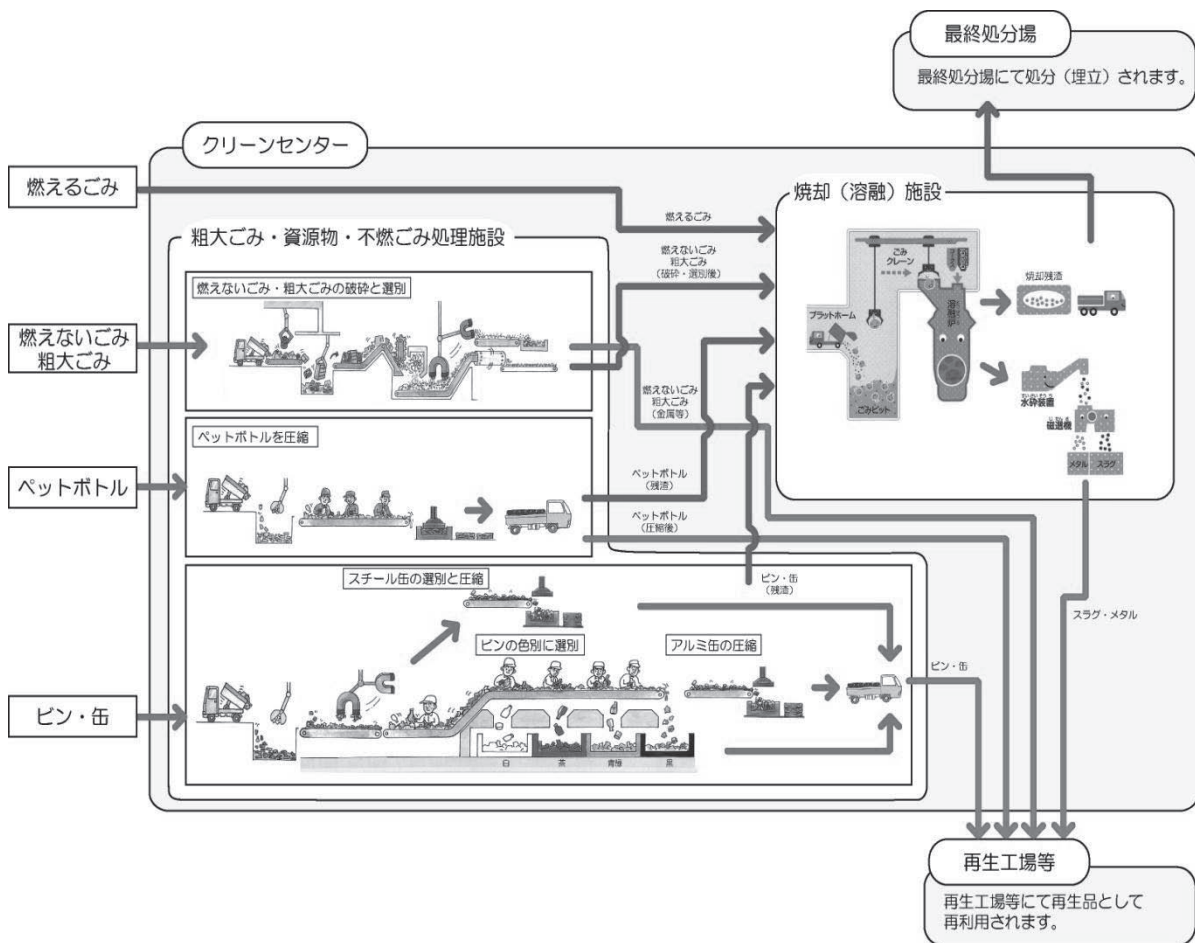 最終処分場
最終処分場にて処分（埋立）されます。
クリーンセンター
燃えるごみ
燃えるごみ
焼却（溶融）施設
粗大ごみ・資源物・不燃ごみ処理施設
燃えないごみ
粗大ごみ
（破砕・選別後）
ごみ
クレーン
焼却残渣
プラットホーム
溶融炉
燃えないごみ・粗大ごみの破砕と選別
燃えないごみ
粗大ごみ
燃えないごみ
粗大ごみ
（金属等）
ごみピット
水砕装置
磁選機
メタル
スラグ
ペットボトルを圧縮
ペットボトル
ペットボトル
（残渣）
ペットボトル
（圧縮後）
スチール缶の選別と圧縮
ビン・缶
（残渣）
スラグ・メタル
ビンの色別に選別
アルミ缶の圧縮
ビン・缶
ビン・缶
白
茶
青緑
黒
再生工場等
再生工場等にて再生品として
再利用されます。